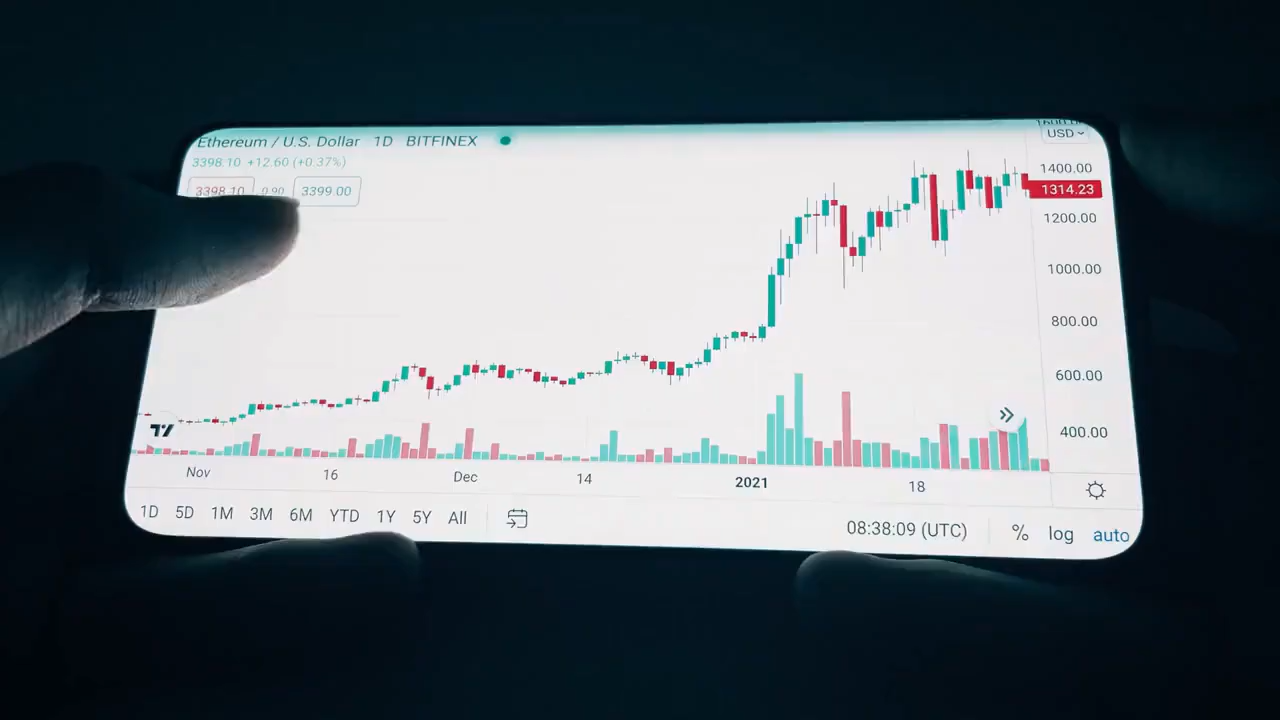 Ethereum / U.S. Dollar 1D BITFINEX
3398.10 +12.60 (+0.37%)
3398.10 0.90 3399.00
1600.00
USD
1400.00
1314.23
1200.00
1000.00
800.00
600.00
400.00
Nov 16 Dec 14 2021 18
1D 5D 1M 3M 6M YTD 1Y 5Y All
08:38:09 (UTC) % log auto